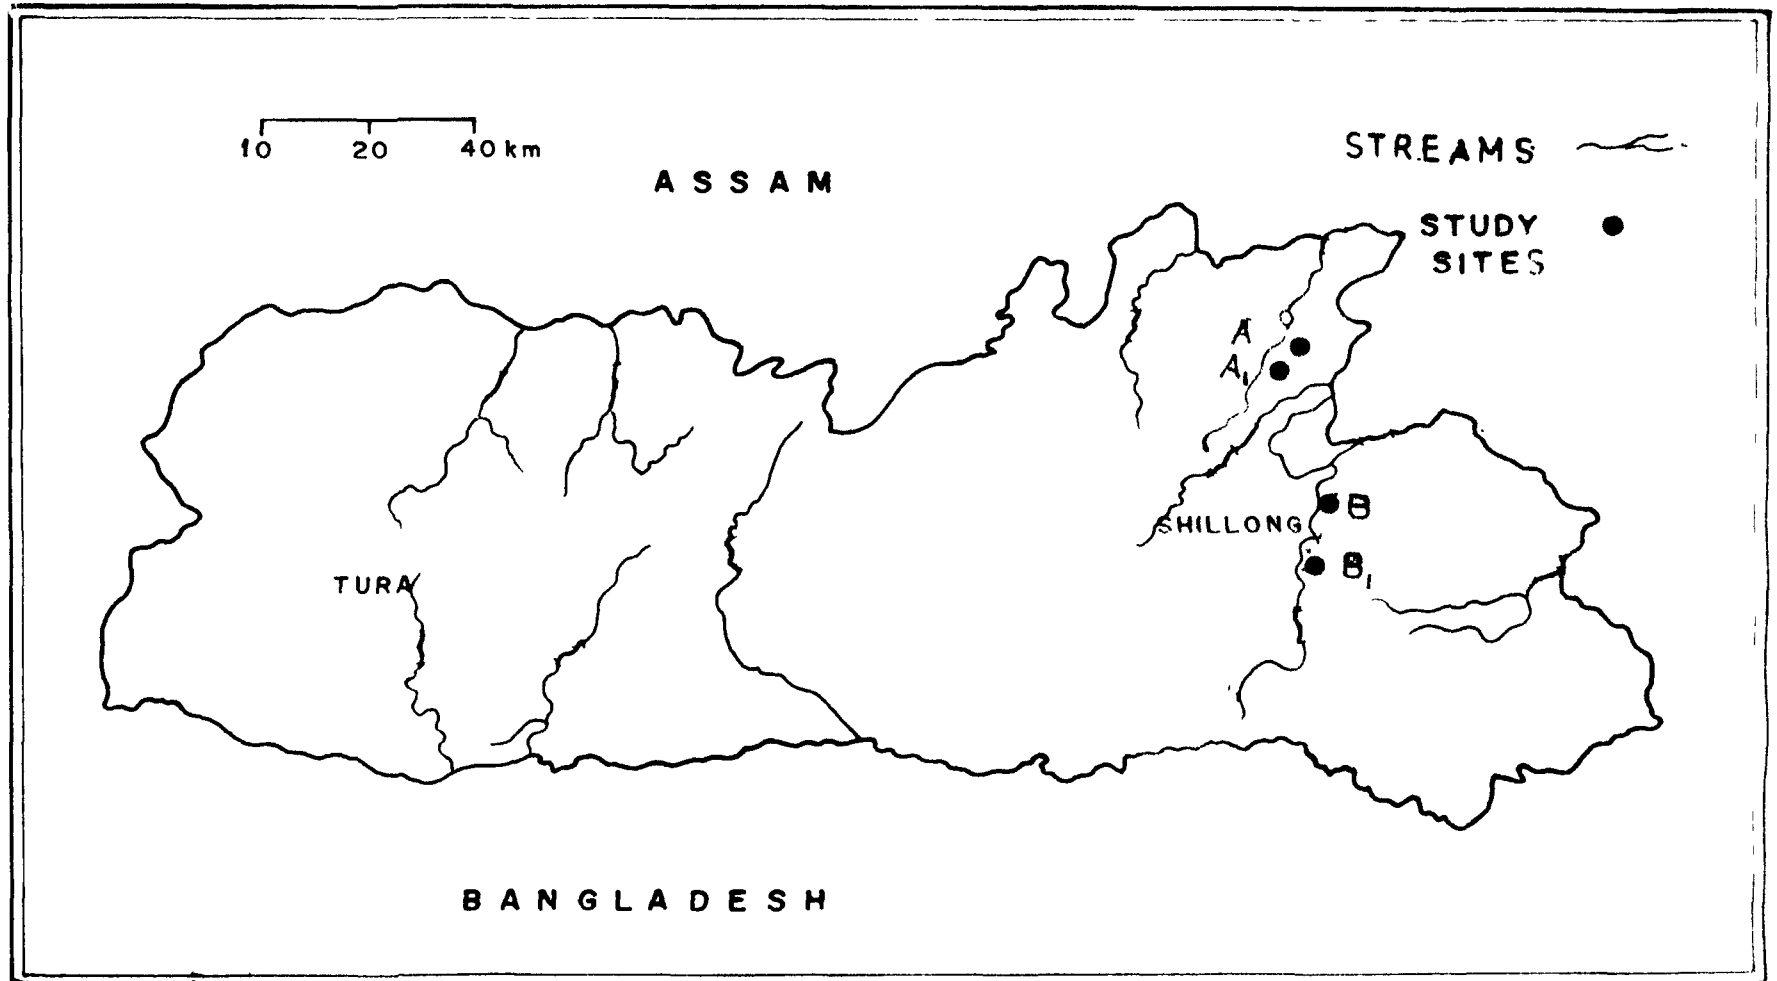 10 20 40 km
STREAMS
ASSAM
STUDY
SITES
A
A₁
B
SHILLONG
B₁
TURA
BANGLADESH